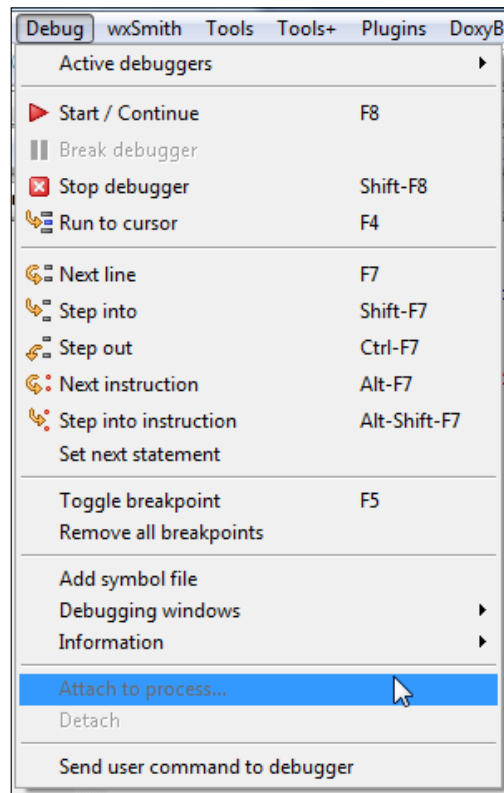 Debug wxSmith Tools Tools+ Plugins DoxyB
Active debuggers
Start / Continue F8
Break debugger
Stop debugger Shift-F8
Run to cursor F4
Next line F7
Step into Shift-F7
Step out Ctrl-F7
Next instruction Alt-F7
Step into instruction Alt-Shift-F7
Set next statement
Toggle breakpoint F5
Remove all breakpoints
Add symbol file
Debugging windows
Information
Attach to process...
Detach
Send user command to debugger